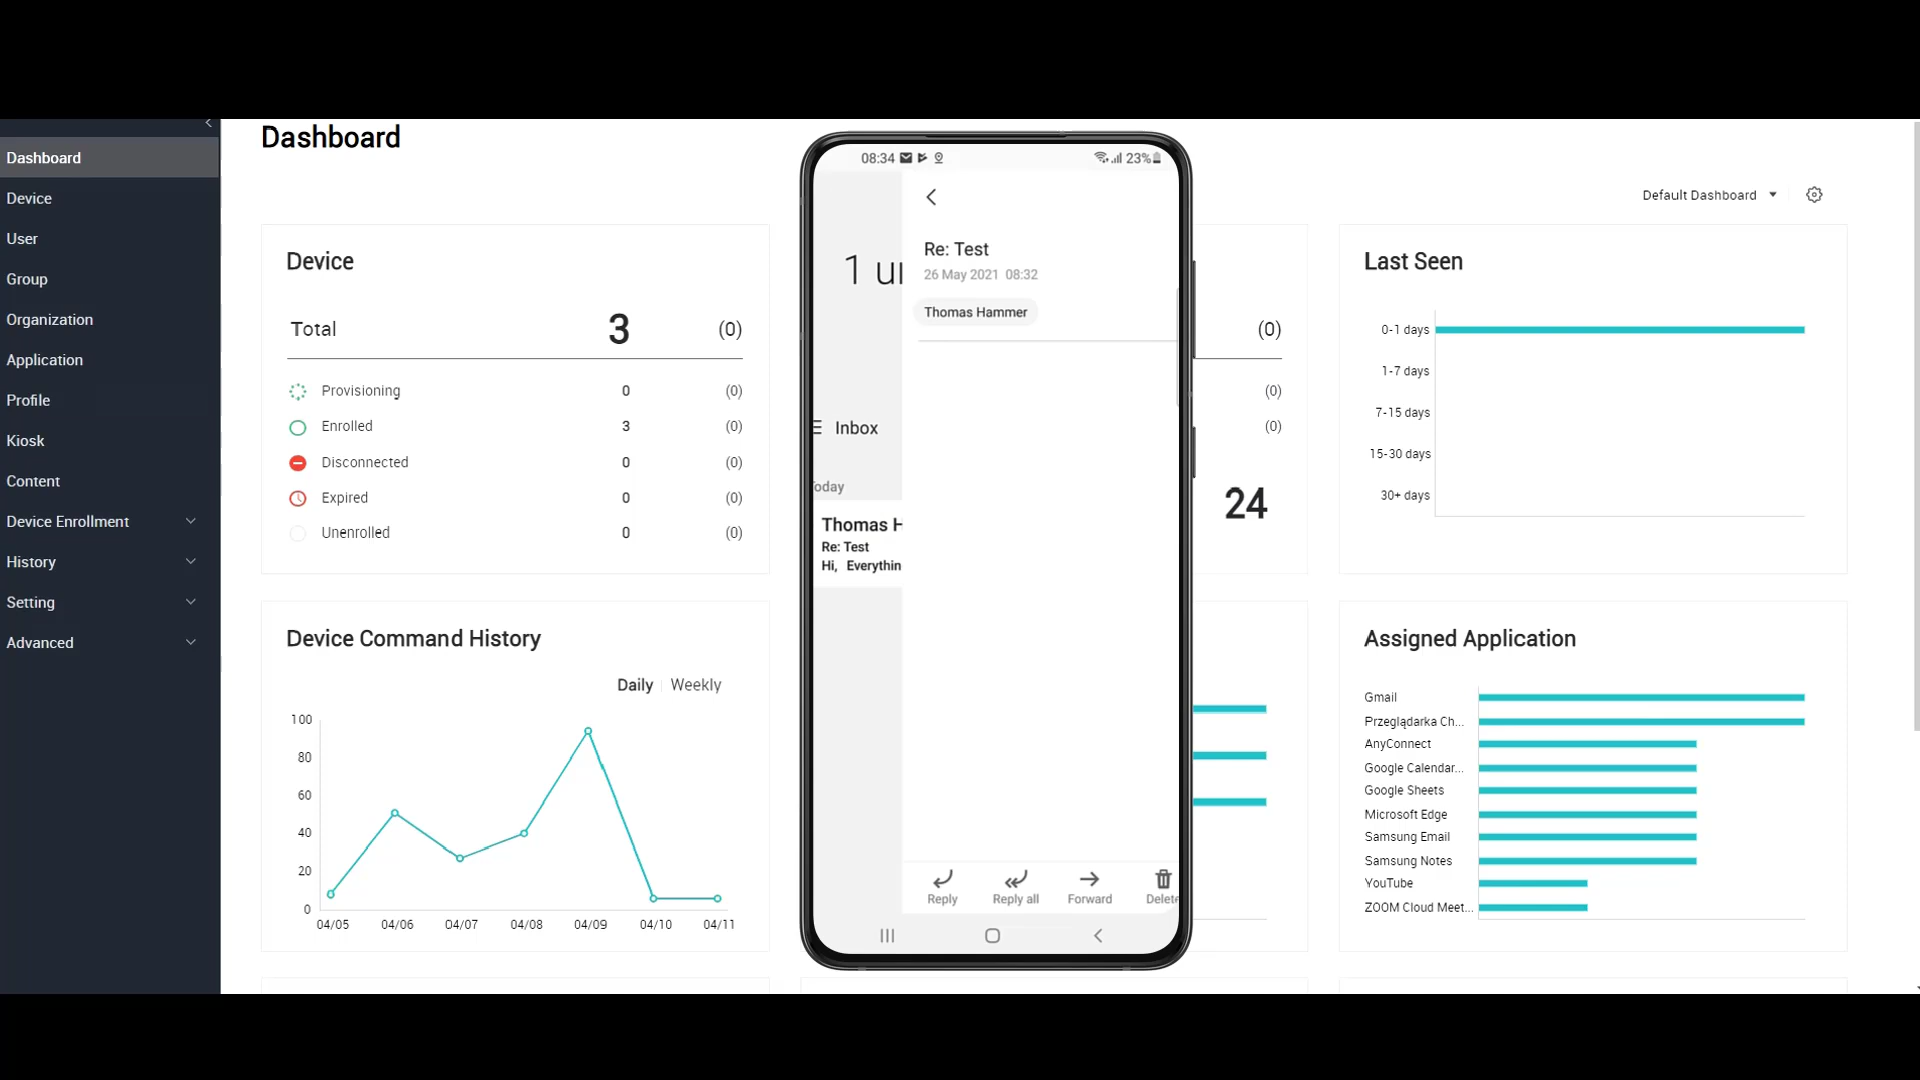 Dashboard
Device
User
Group
Organization
Application
Profile
Kiosk
Content
Device Enrollment
History
Setting
Advanced
Dashboard
Default Dashboard
Device
Total 3 (0)
Provisioning 0 (0)
Enrolled 3 (0)
Disconnected 0 (0)
Expired 0 (0)
Unenrolled 0 (0)
08:34 23%
1
Inbox
Re: Test
Hi,
Re: Test
26 May 2021 08:32
Thomas Hammer
Thomas
Reply
Reply all
Forward
(0)
(0)
(0)
24
Last Seen
0-1 days
1-7 days
7-15 days
15-30 days
30+ days
Device Command History
Daily
Weekly
100
80
60
40
20
0
04/05 04/06 04/07 04/08 04/09 04/10 04/11
Assigned Application
Gmail
Przeglądarka Ch...
AnyConnect
Google Calendar...
Google Sheets
Microsoft Edge
Samsung Email
Samsung Notes
YouTube
ZOOM Cloud Meet...